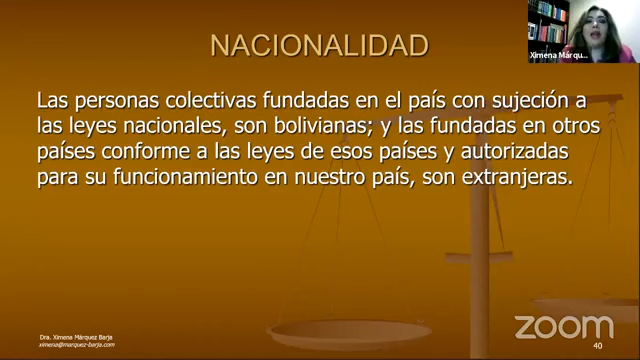 NACIONALIDAD
Ximena Márqu...
Las personas colectivas fundadas en el país con sujeción a
las leyes nacionales, son bolivianas; y las fundadas en otros
países conforme a las leyes de esos países y autorizadas
para su funcionamiento en nuestro país, son extranjeras.
Dra. Ximena Márquez Barja
ximena@marquez-barja.com
zoom
40